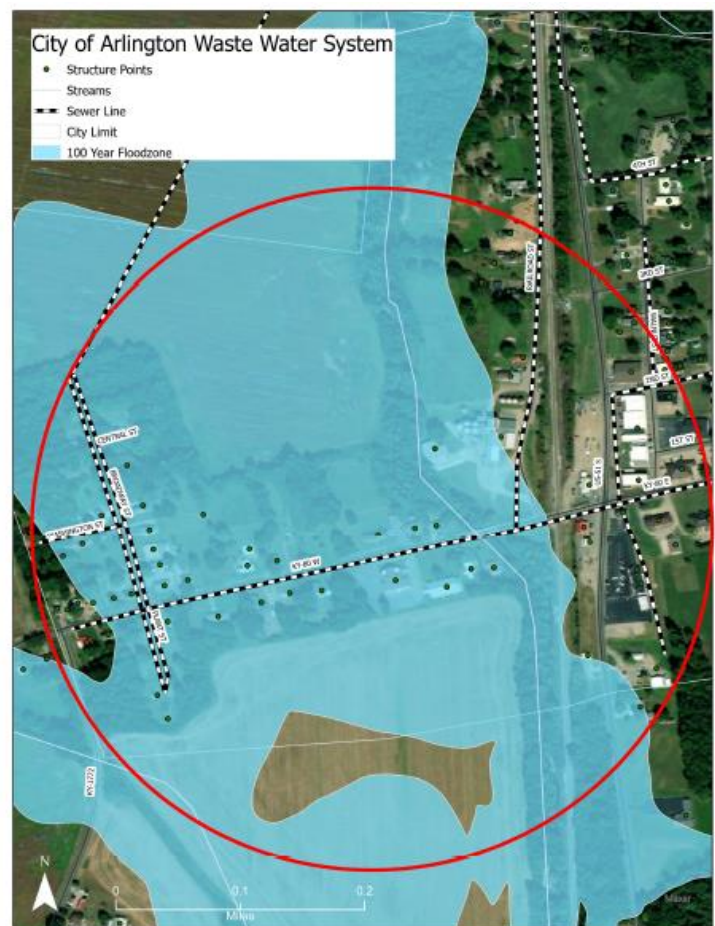 City of Arlington Waste Water System
Structure Points
Streams
Sewer Line
City Limit
100 Year Floodzone
6TH ST
RAILROAD ST
3RD ST
2ND ST
CENTRAL ST
1ST ST
BROADWAY ST
KY-80 E
US-51 S
KY-80 W
KY-1772
N
0
0.1
0.2
Miles
Maxar